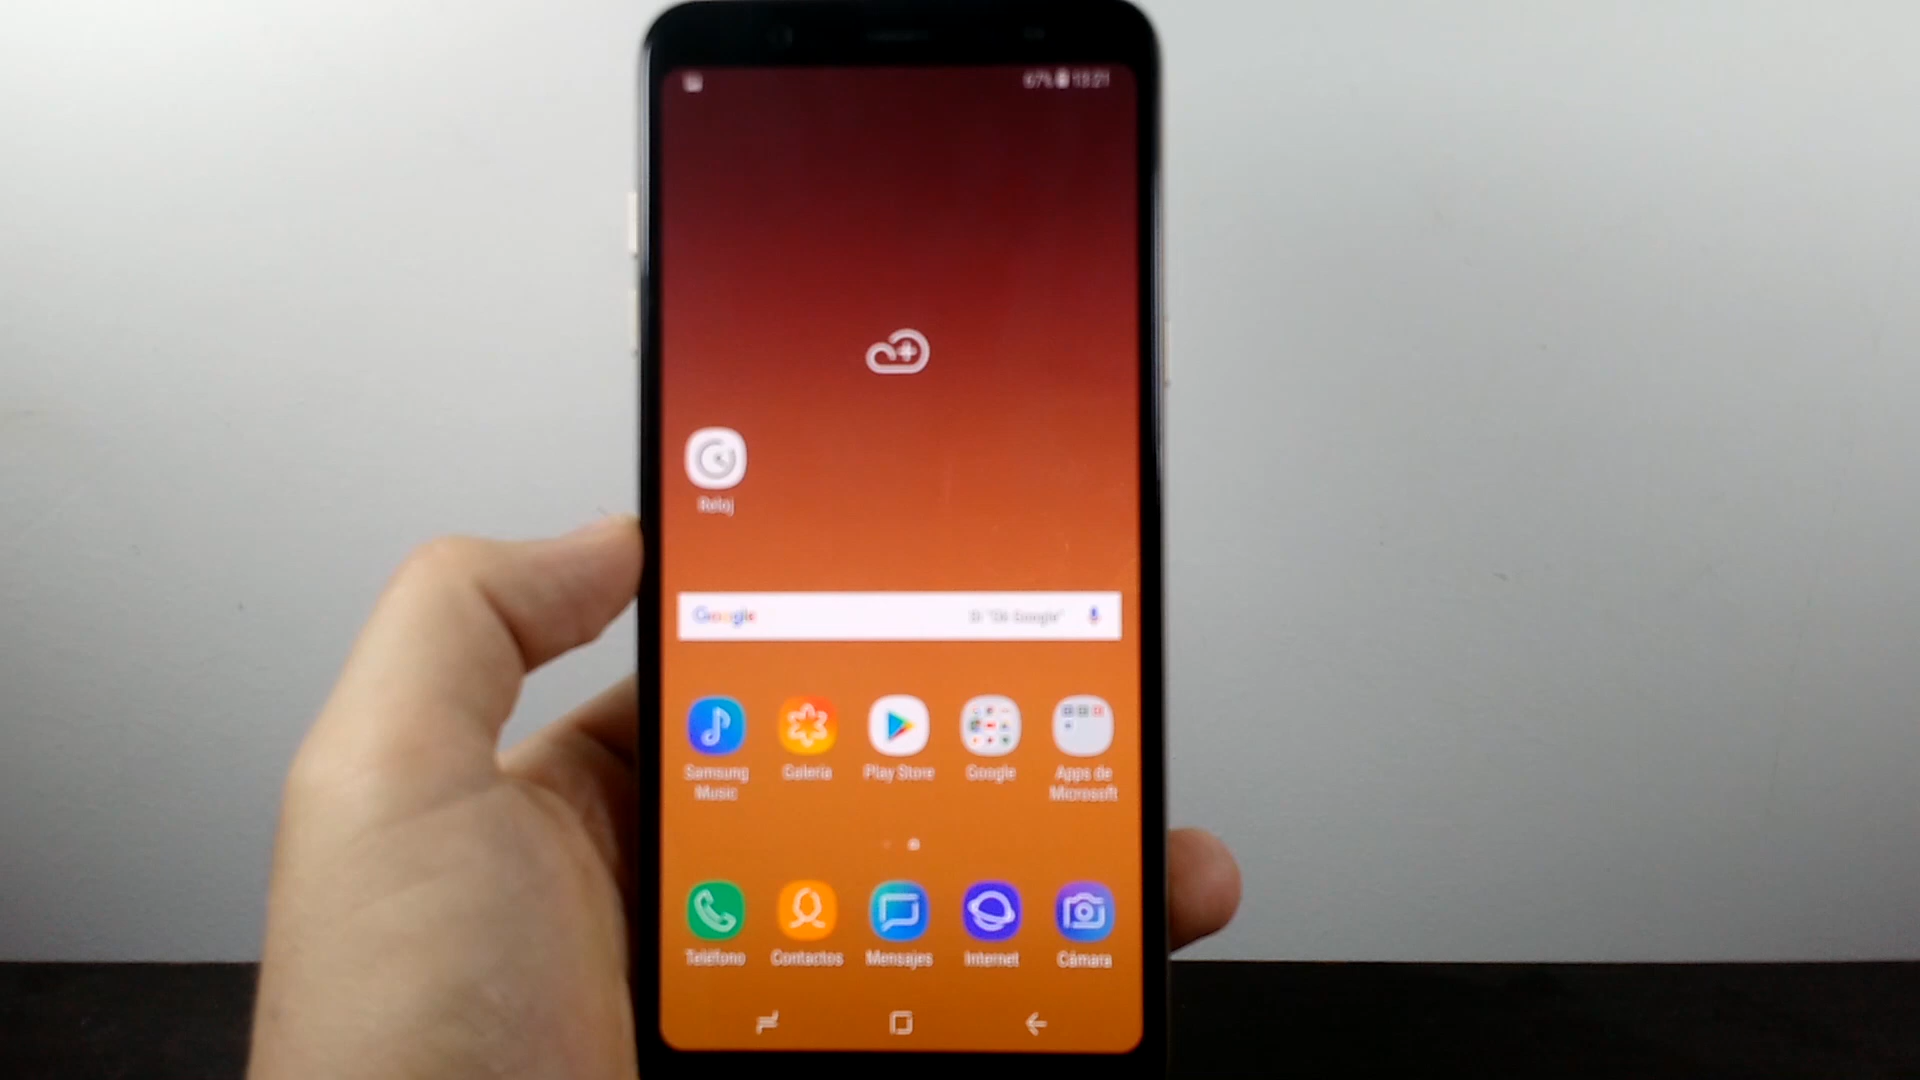 67% 13:21
Reloj
Google Di "Ok Google"
Samsung Music
Galería
Play Store
Google
Apps de Microsoft
Teléfono
Contactos
Mensajes
Internet
Cámara